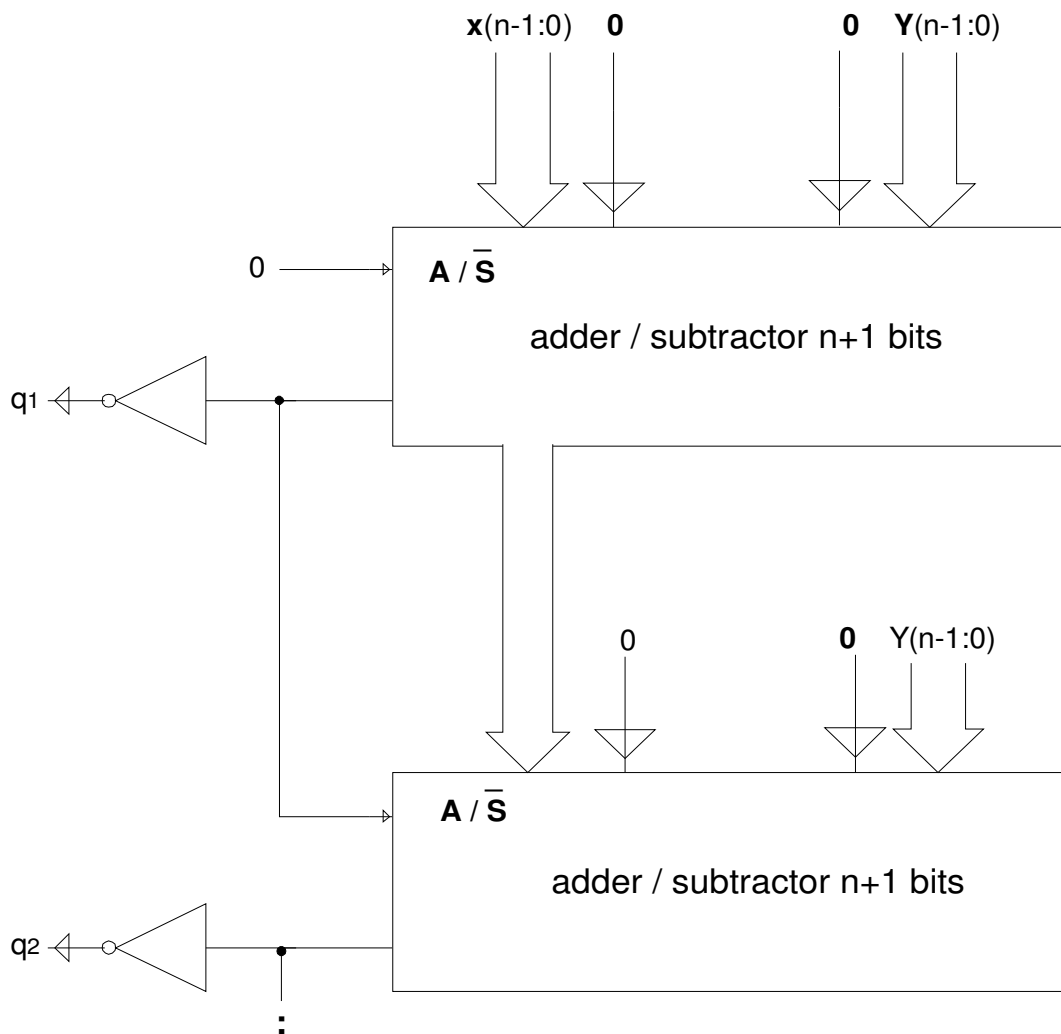 x(n-1:0) 0 0 Y(n-1:0)
0
A / S̅
adder / subtractor n+1 bits
q1
0 0 Y(n-1:0)
A / S̅
adder / subtractor n+1 bits
q2
: